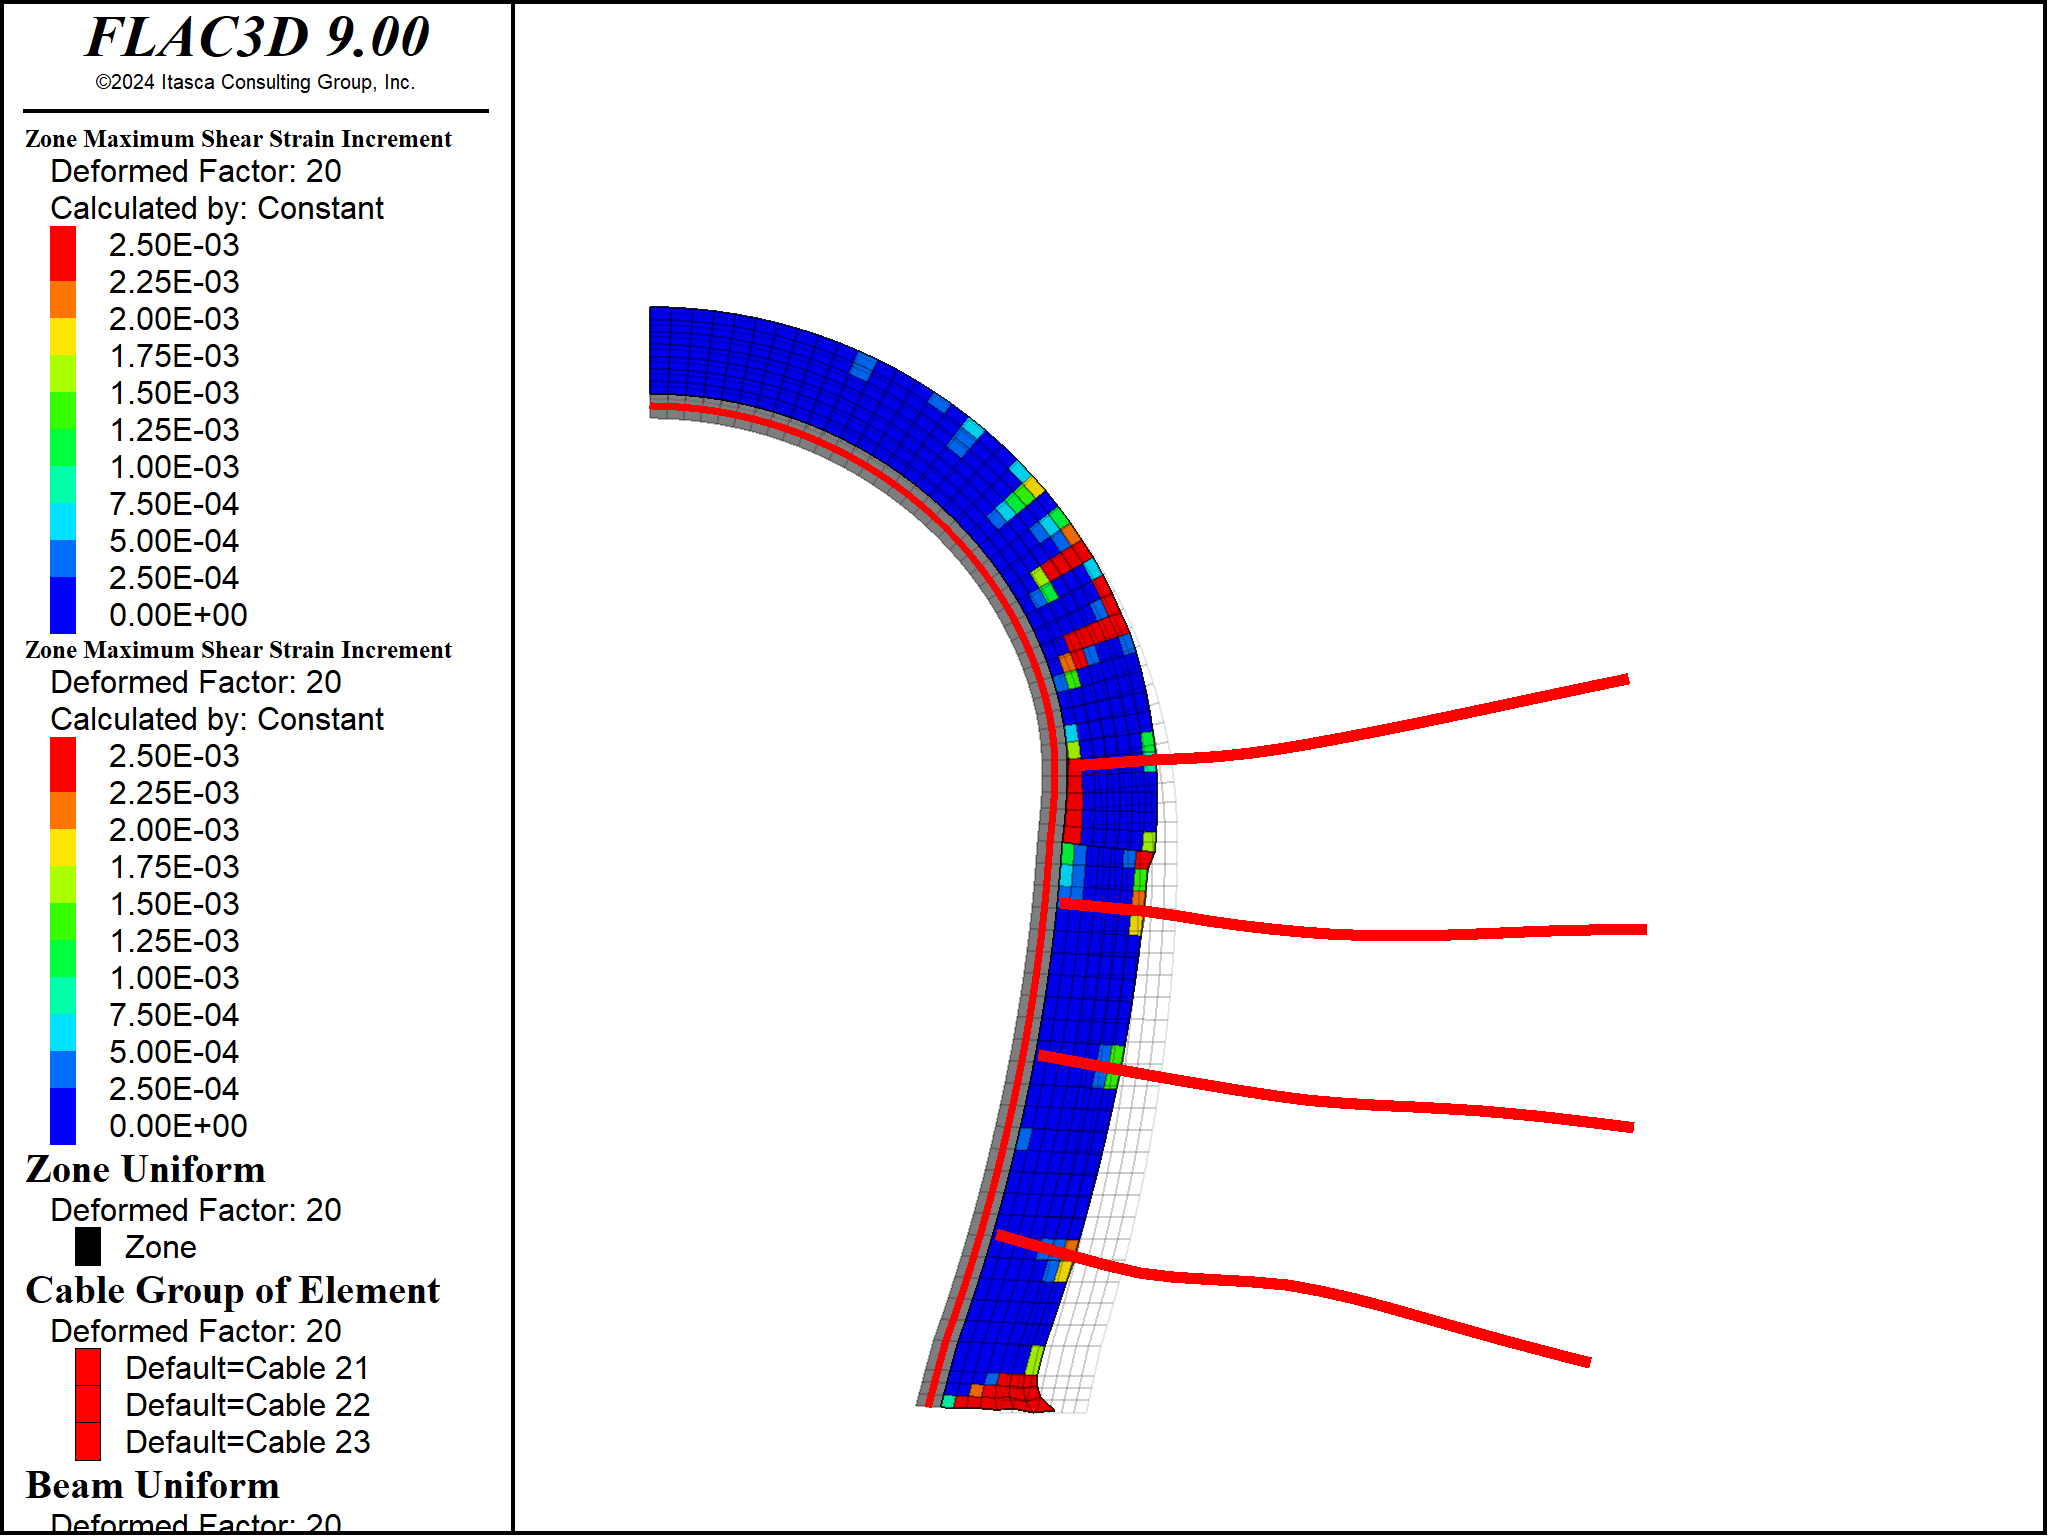 FLAC3D 9.00
©2024 Itasca Consulting Group, Inc.
Zone Maximum Shear Strain Increment
Deformed Factor: 20
Calculated by: Constant
2.50E-03
2.25E-03
2.00E-03
1.75E-03
1.50E-03
1.25E-03
1.00E-03
7.50E-04
5.00E-04
2.50E-04
0.00E+00
Zone Maximum Shear Strain Increment
Deformed Factor: 20
Calculated by: Constant
2.50E-03
2.25E-03
2.00E-03
1.75E-03
1.50E-03
1.25E-03
1.00E-03
7.50E-04
5.00E-04
2.50E-04
0.00E+00
Zone Uniform
Deformed Factor: 20
Zone
Cable Group of Element
Deformed Factor: 20
Default=Cable 21
Default=Cable 22
Default=Cable 23
Beam Uniform
Deformed Factor: 20